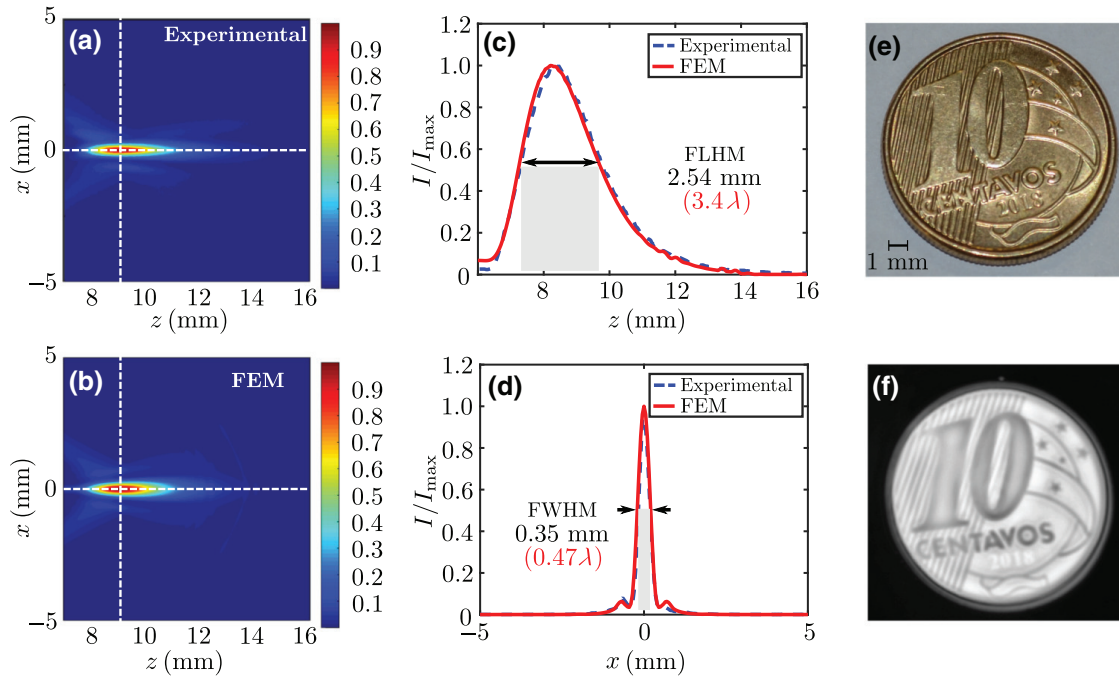 (a) Experimental
5
0
−5
x (mm)
8 10 12 14 16
z (mm)
0.9
0.8
0.7
0.6
0.5
0.4
0.3
0.2
0.1
(b) FEM
5
0
−5
x (mm)
8 10 12 14 16
z (mm)
0.9
0.8
0.7
0.6
0.5
0.4
0.3
0.2
0.1
(c)
Experimental
FEM
1.2
1.0
0.8
0.6
0.4
0.2
0
I/Imax
FLHM
2.54 mm
(3.4λ)
8 10 12 14 16
z (mm)
(d)
Experimental
FEM
1.2
1.0
0.8
0.6
0.4
0.2
0
I/Imax
FWHM
0.35 mm
(0.47λ)
−5 0 5
x (mm)
(e)
10
CENTAVOS
2018
1 mm
(f)
10
CENTAVOS
2018